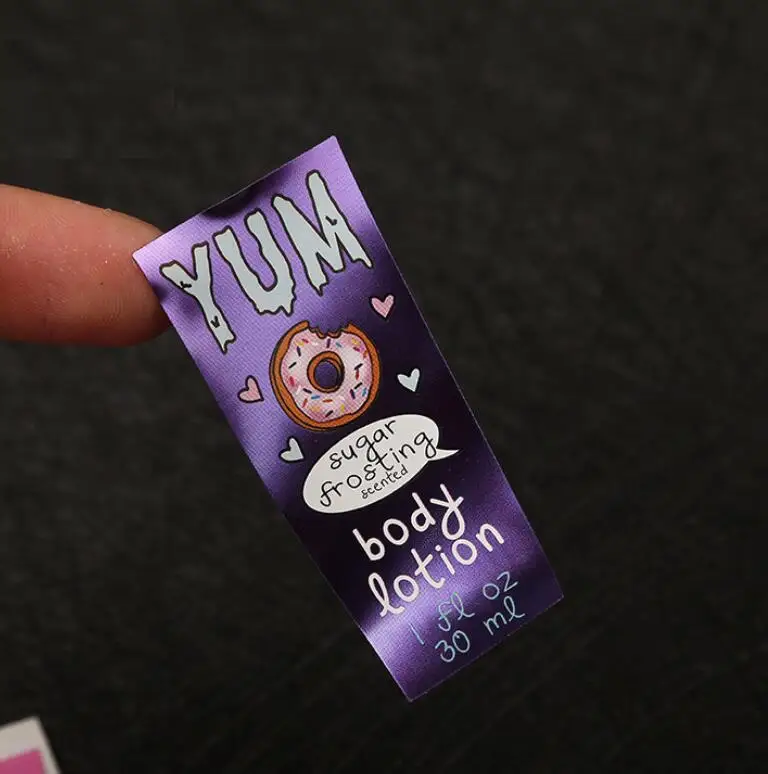 YUM
sugar
frosting
scented
body
lotion
1 fl oz
30 ml